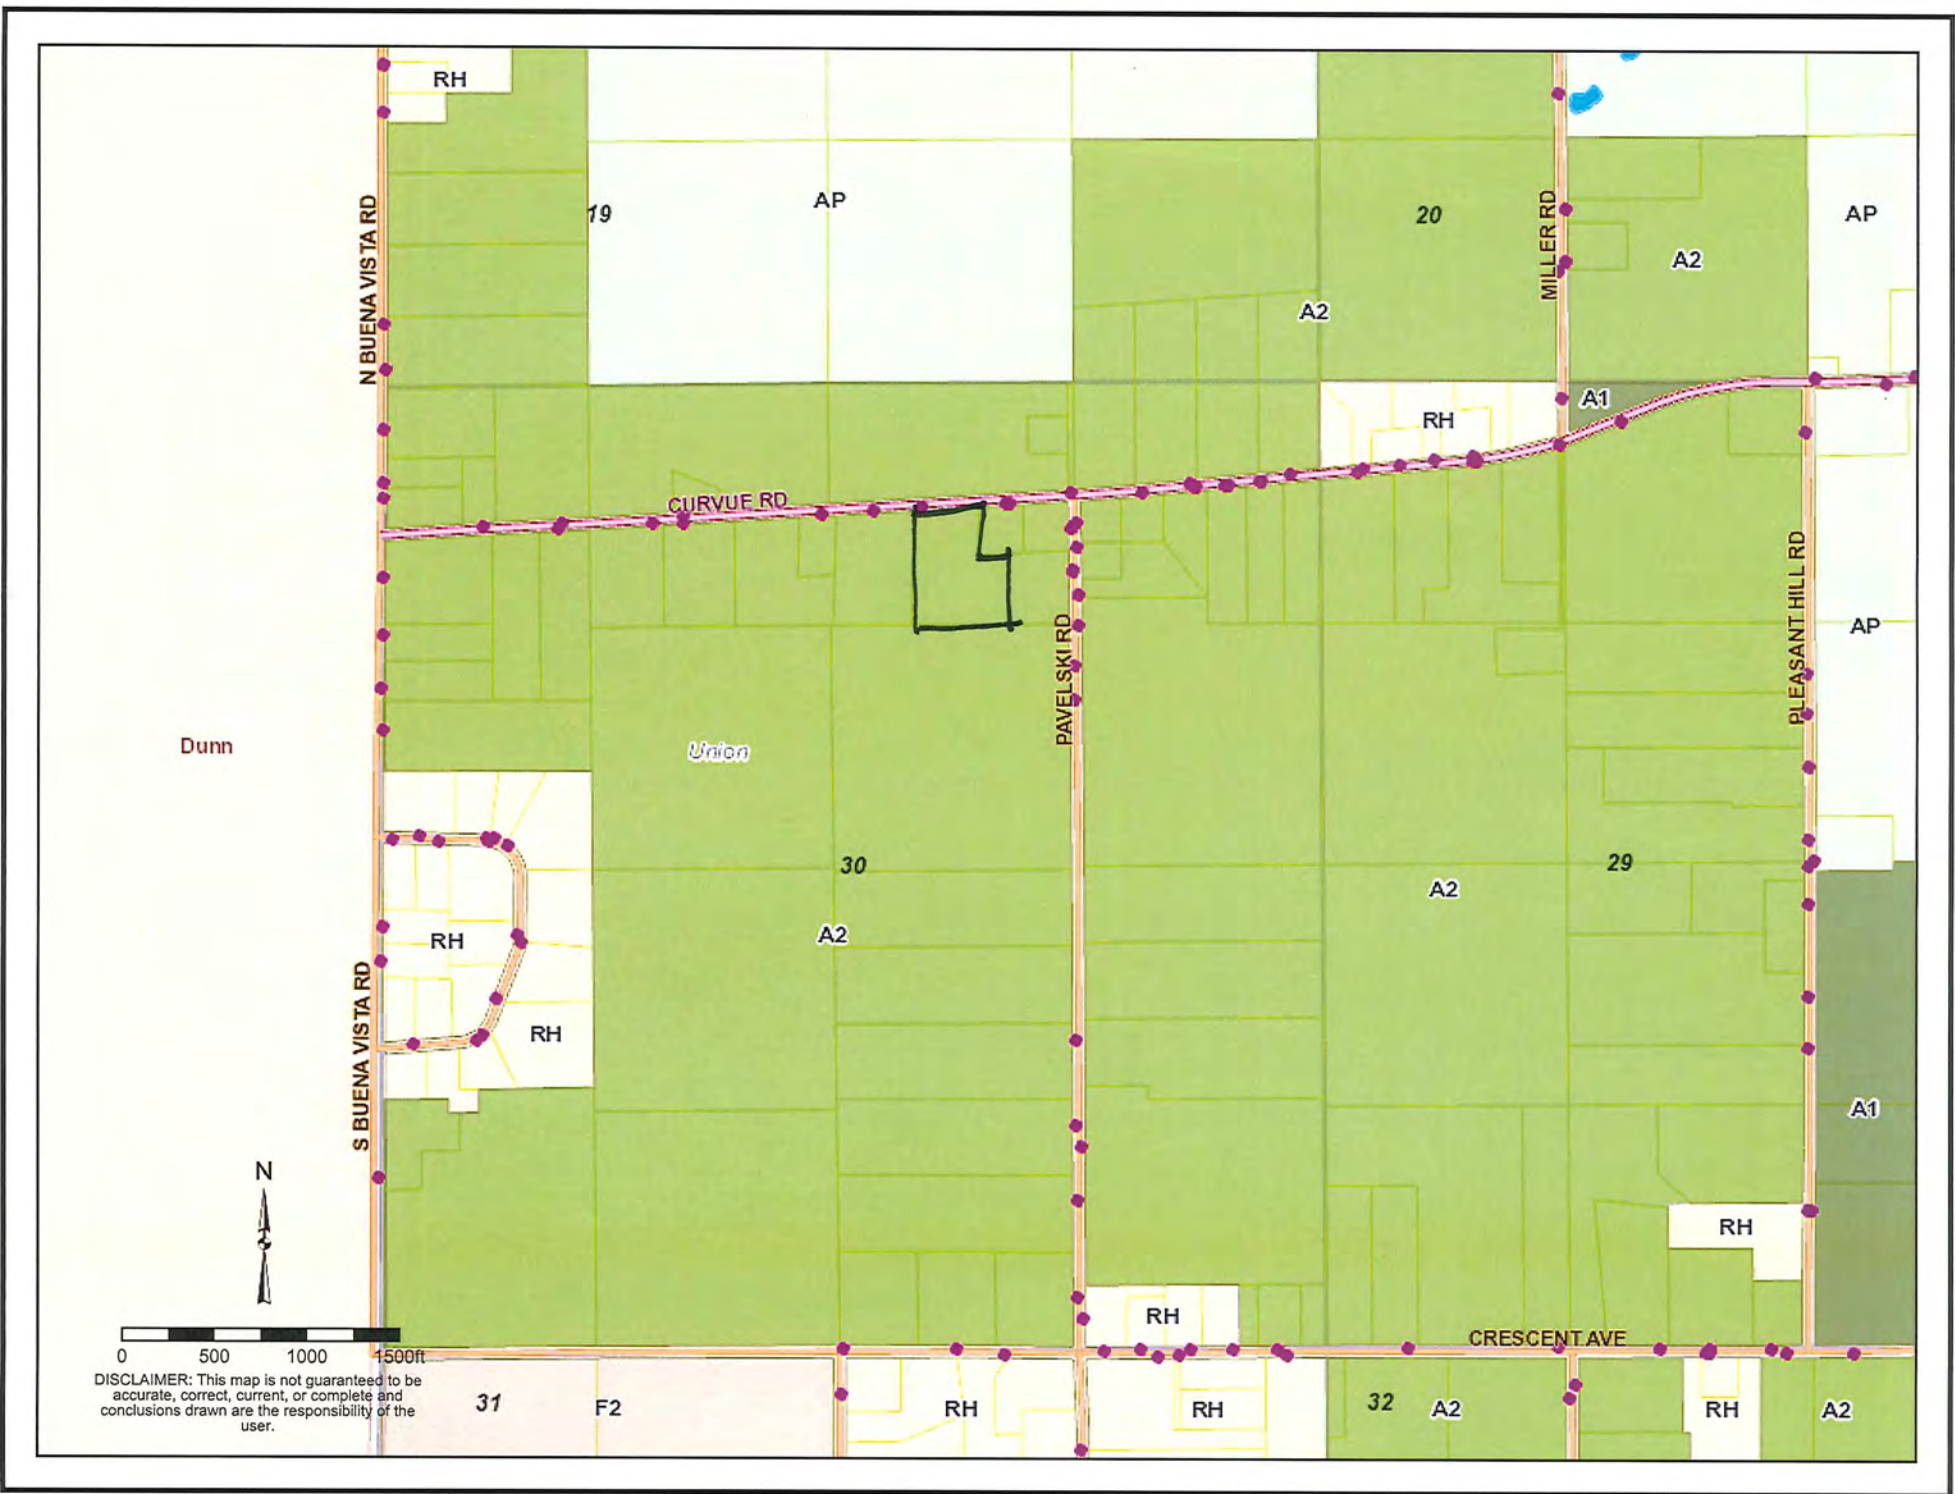 RH
N BUENA VISTA RD
19
AP
20
MILLER RD
A2
AP
A2
A1
RH
CURVUE RD
PAVELSKI RD
PLEASANT HILL RD
AP
Dunn
Union
30
29
A2
A2
RH
S BUENA VISTA RD
RH
A1
N
RH
RH
CRESCENT AVE
0 500 1000 1500ft
DISCLAIMER: This map is not guaranteed to be
accurate, correct, current, or complete and
conclusions drawn are the responsibility of the
user.
31
F2
RH
RH
32
A2
RH
A2